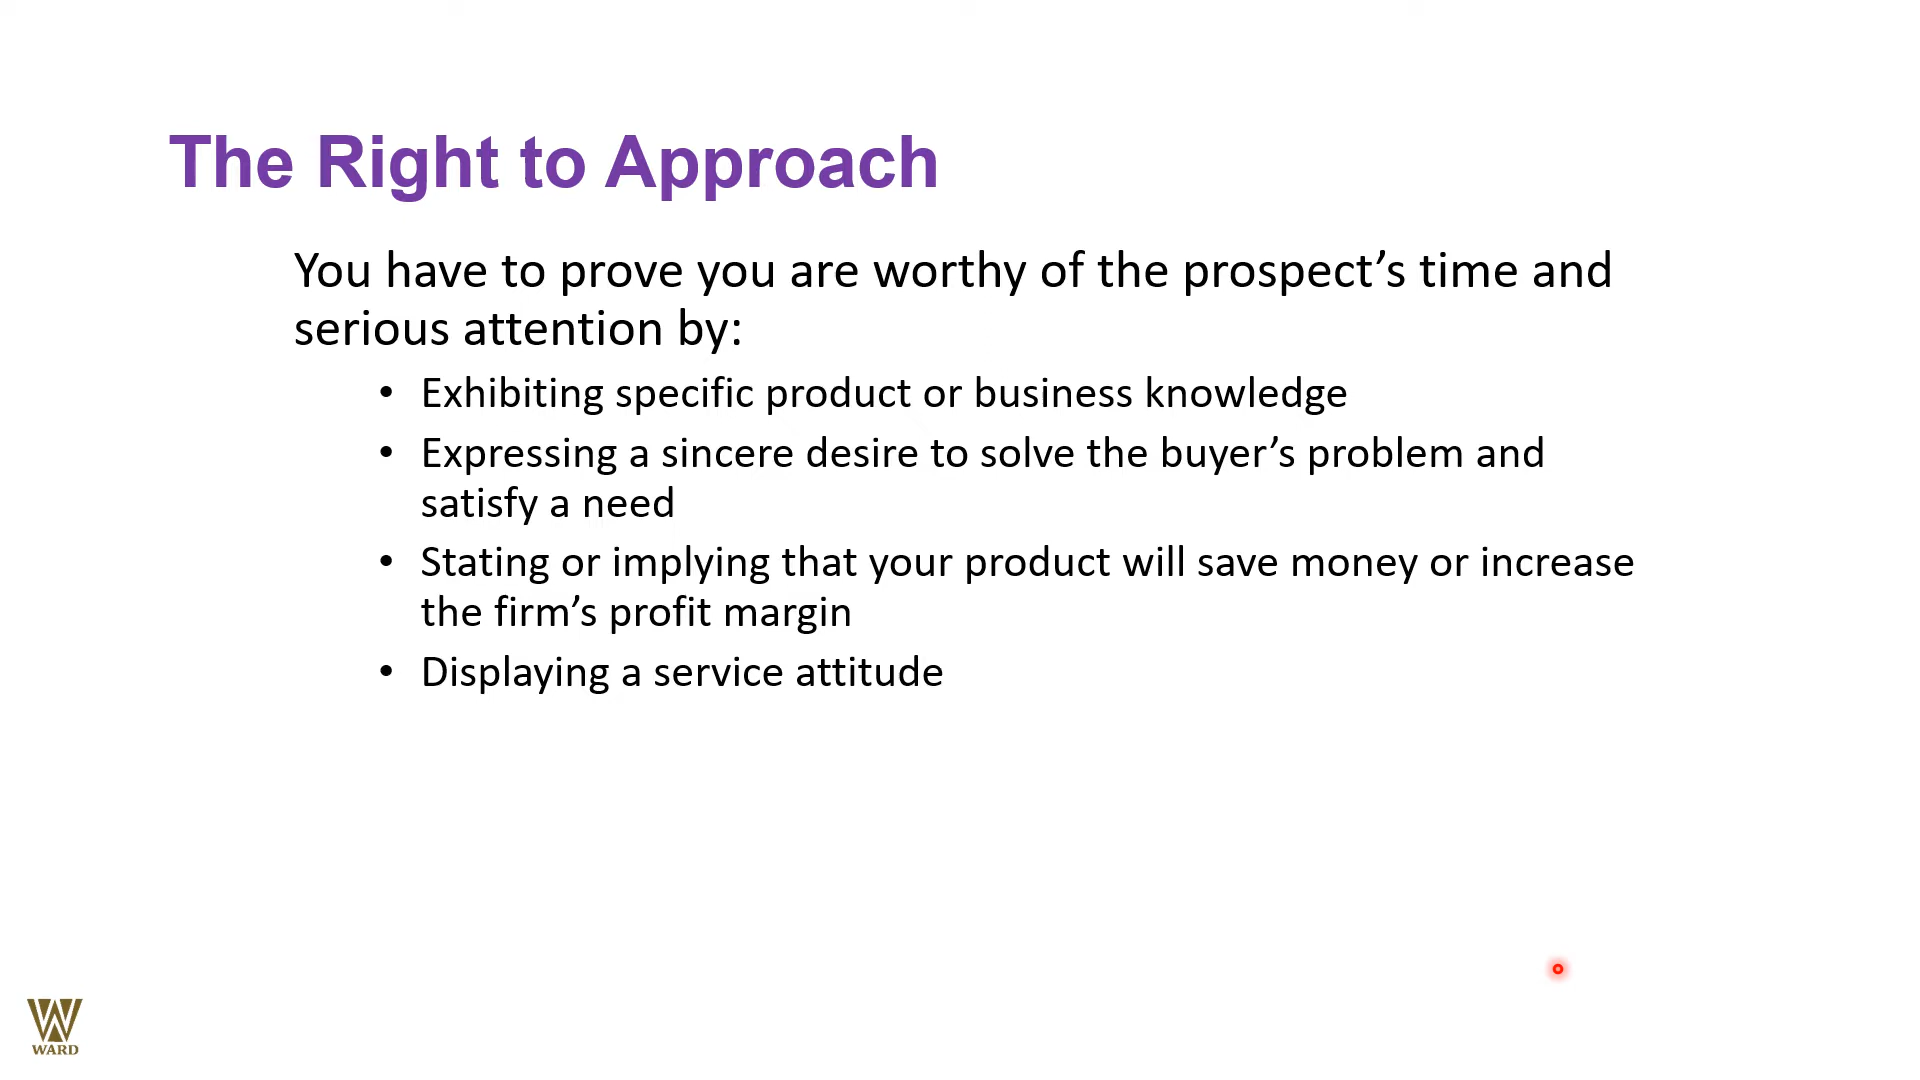 The Right to Approach
You have to prove you are worthy of the prospect’s time and
serious attention by:
• Exhibiting specific product or business knowledge
• Expressing a sincere desire to solve the buyer’s problem and
satisfy a need
• Stating or implying that your product will save money or increase
the firm’s profit margin
• Displaying a service attitude
WARD